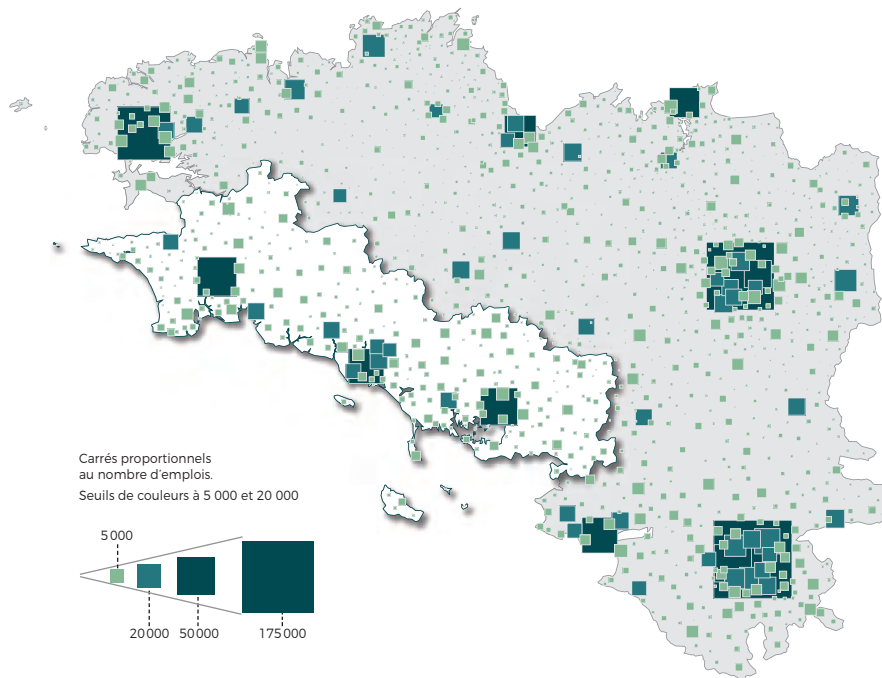 Carrés proportionnels
au nombre d'emplois.
Seuils de couleurs à 5 000 et 20 000
5 000
20 000
50 000
175 000